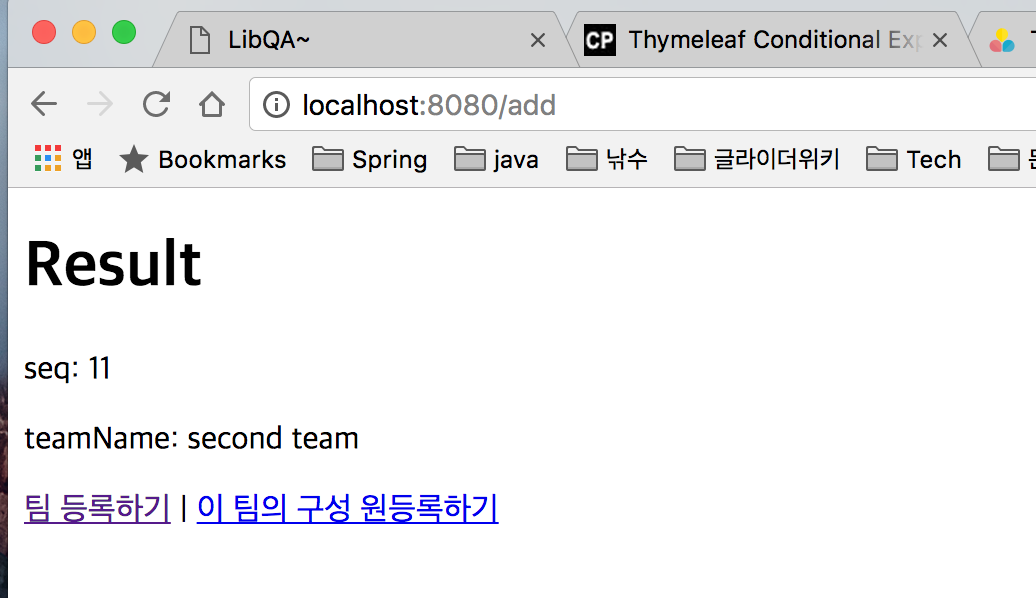 LibQA~ Thymeleaf Conditional Exp
localhost:8080/add
앱 Bookmarks Spring java 낚수 글라이더위키 Tech
Result
seq: 11
teamName: second team
팀 등록하기 | 이 팀의 구성 원등록하기